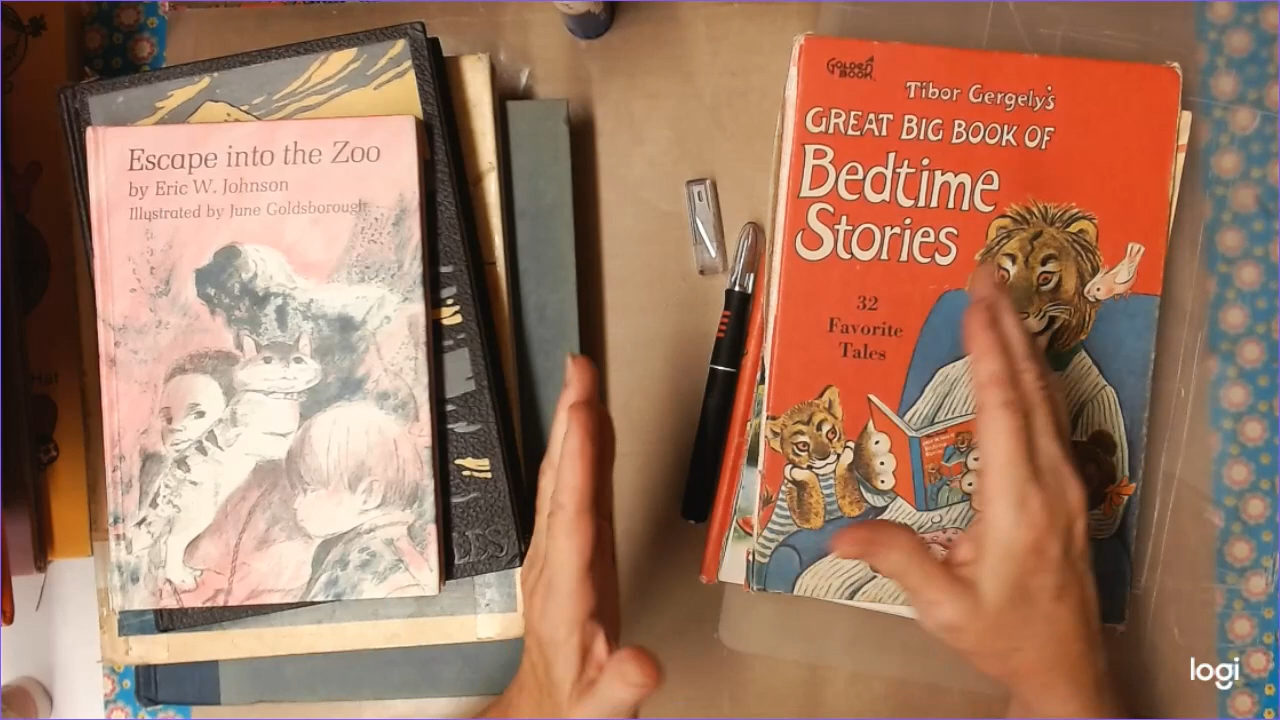 Escape into the Zoo
by Eric W. Johnson
Illustrated by June Goldsborough
GOLDEN
BOOK
Tibor Gergely's
GREAT BIG BOOK OF
Bedtime
Stories
32
Favorite
Tales
logi